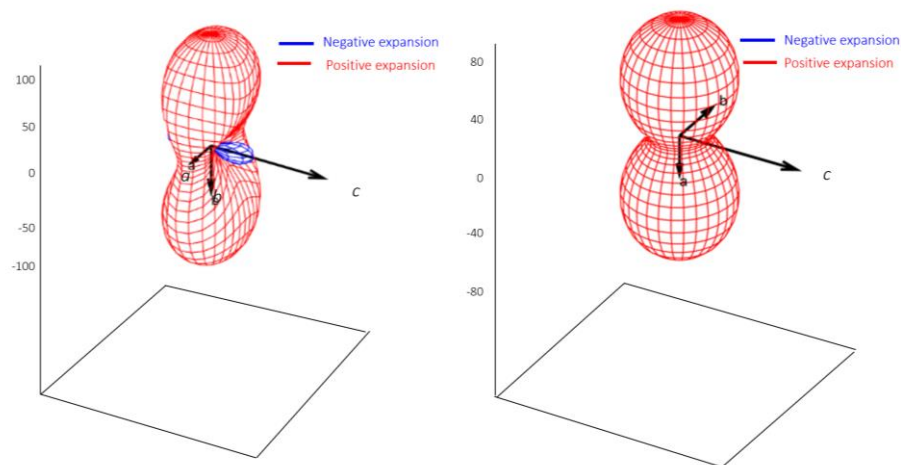 Negative expansion
Positive expansion
100
50
0
-50
-100
a
c
Negative expansion
Positive expansion
80
40
0
-40
-80
b
a
c